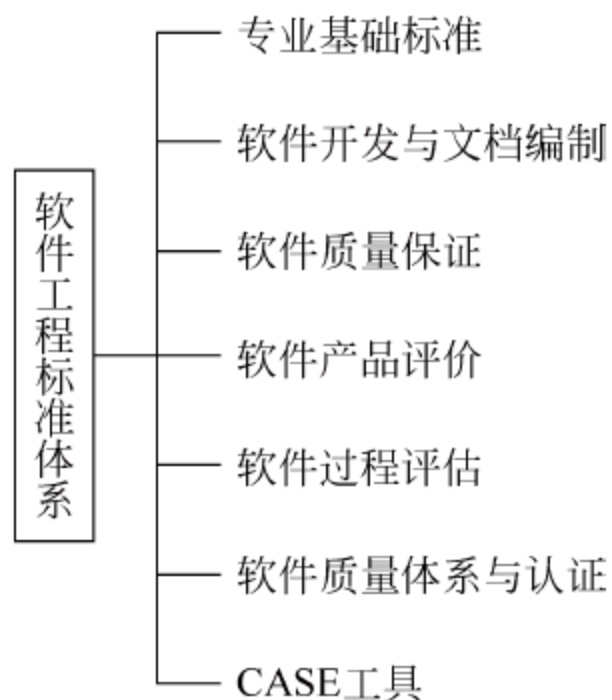 软件工程标准体系
专业基础标准
软件开发与文档编制
软件质量保证
软件产品评价
软件过程评估
软件质量体系与认证
CASE工具